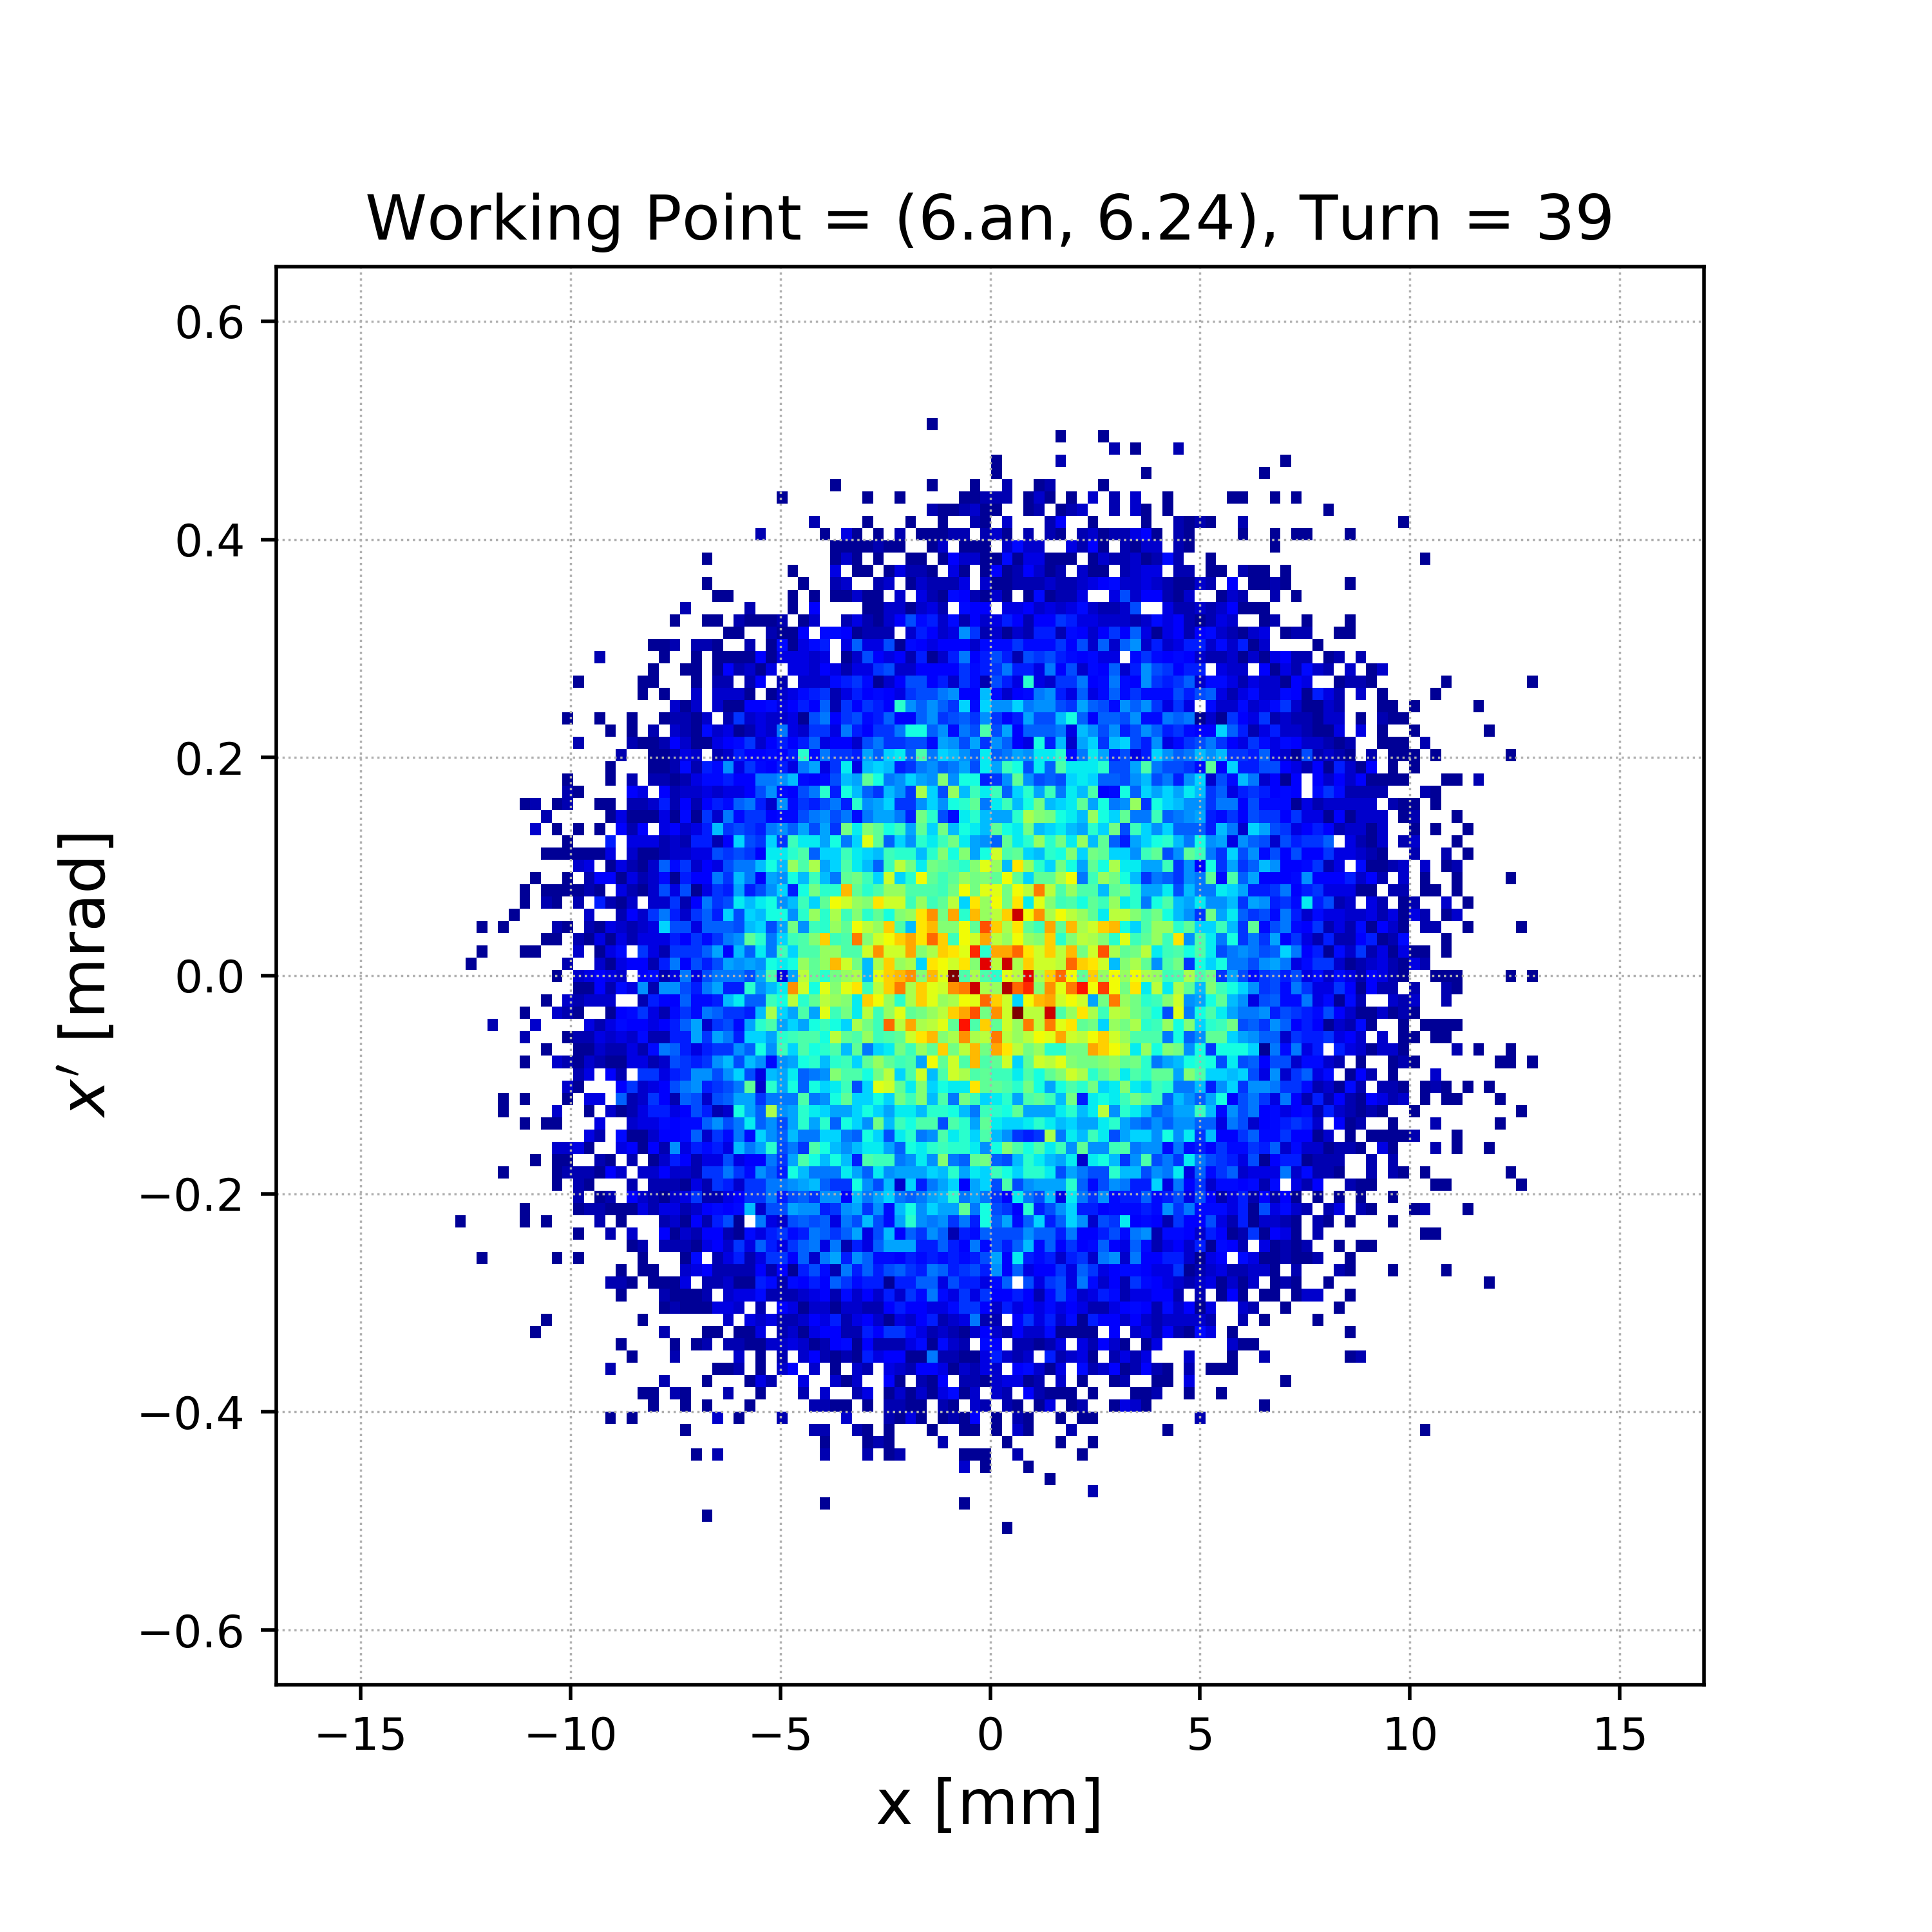 Working Point = (6.an, 6.24), Turn = 39
0.6
0.4
0.2
0.0
−0.2
−0.4
−0.6
x′ [mrad]
−15 −10 −5 0 5 10 15
x [mm]